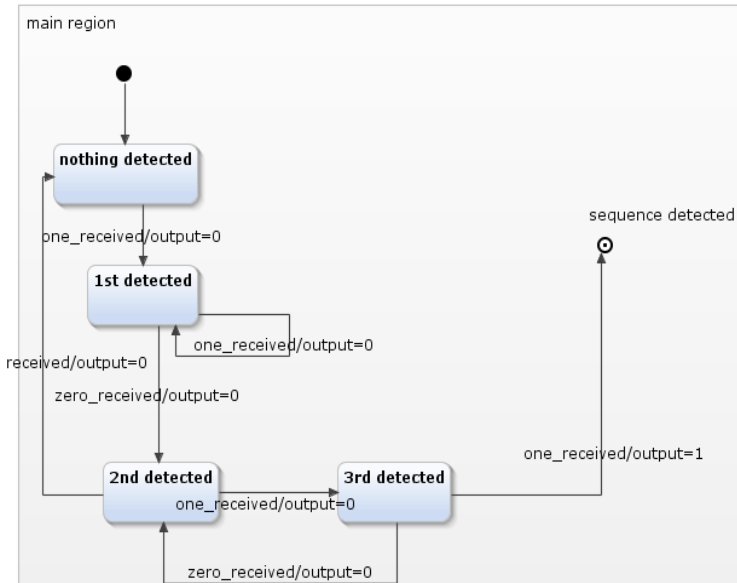 main region
nothing detected
sequence detected
one_received/output=0
1st detected
one_received/output=0
received/output=0
zero_received/output=0
one_received/output=1
2nd detected
3rd detected
one_received/output=0
zero_received/output=0